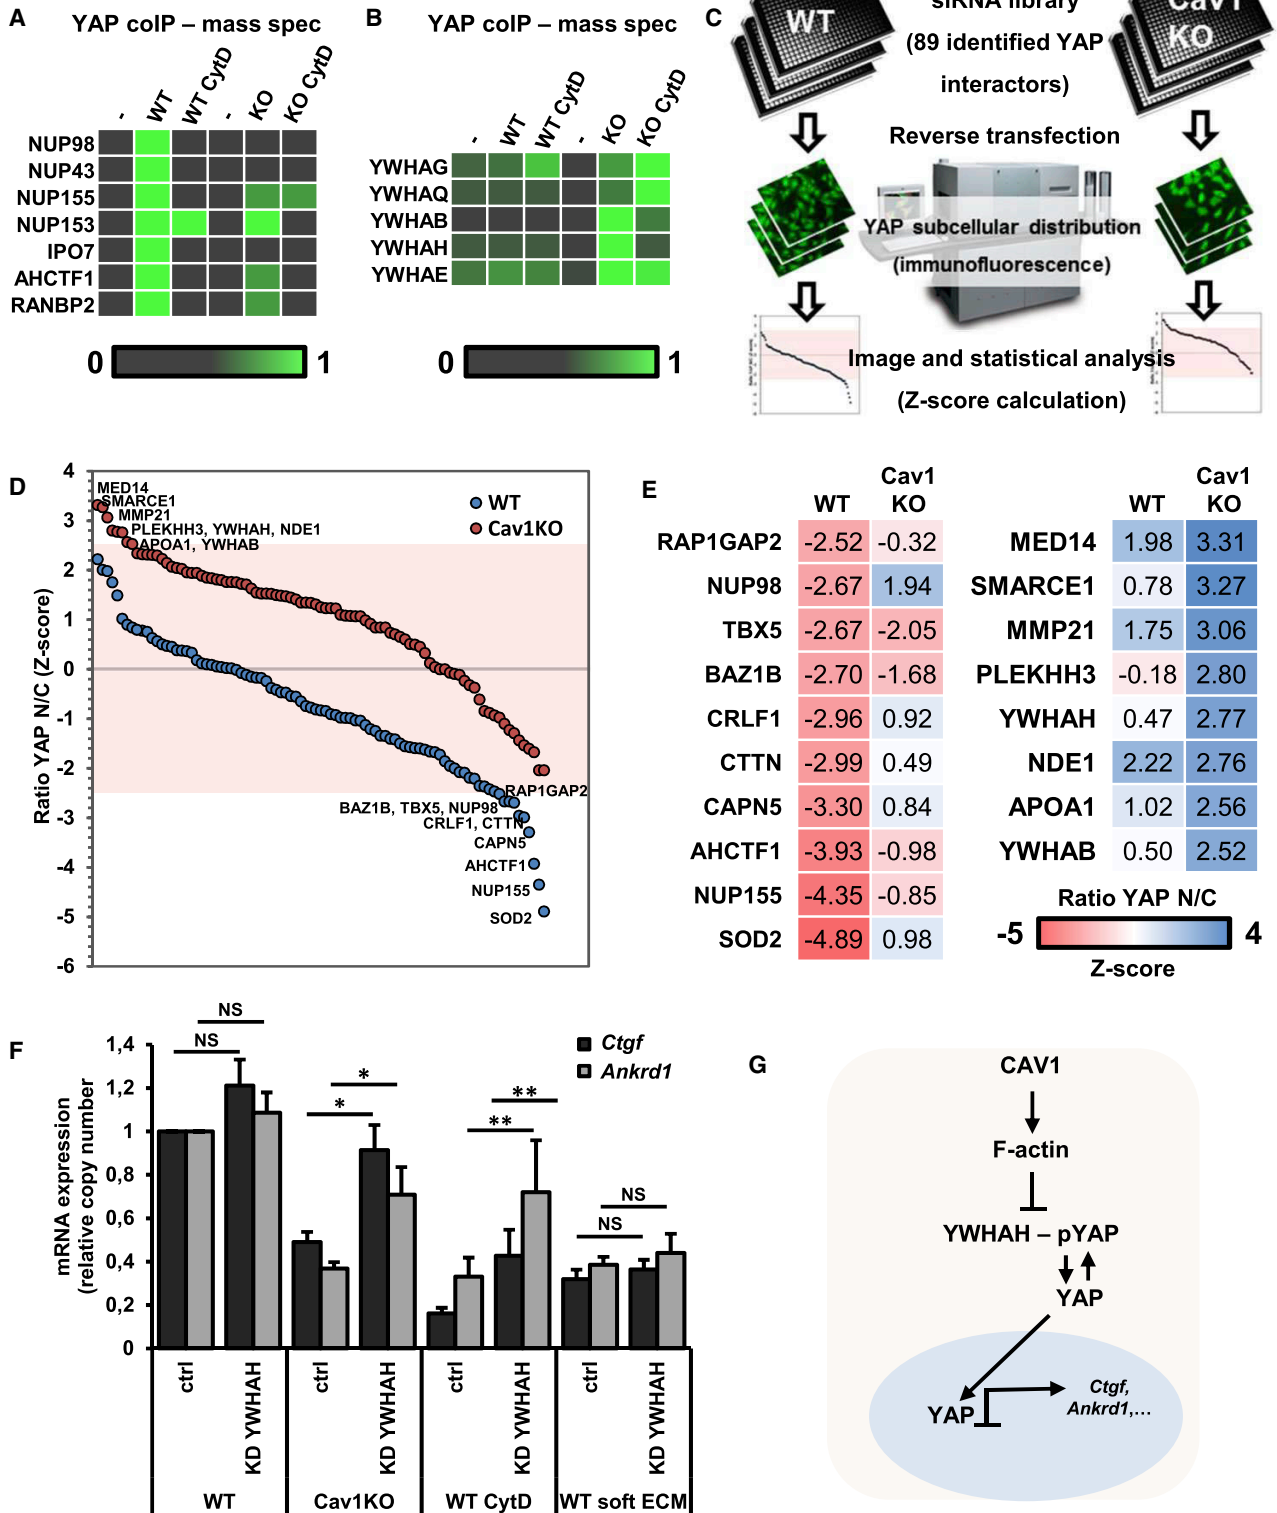 A
YAP coIP – mass spec
-
WT
WT CytD
-
KO
KO CytD
NUP98
NUP43
NUP155
NUP153
IPO7
AHCTF1
RANBP2
0
1
B
YAP coIP – mass spec
-
WT
WT CytD
-
KO
KO CytD
YWHAG
YWHAQ
YWHAB
YWHAH
YWHAE
0
1
C
WT
siRNA library
(89 identified YAP
interactors)
Cav1
KO
Reverse transfection
YAP subcellular distribution
(immunofluorescence)
Image and statistical analysis
(Z-score calculation)
D
Ratio YAP N/C (Z-score)
4
3
2
1
0
-1
-2
-3
-4
-5
-6
MED14
SMARCE1
MMP21
PLEKHH3, YWHAH, NDE1
APOA1, YWHAB
WT
Cav1KO
RAP1GAP2
BAZ1B, TBX5, NUP98
CRLF1, CTTN
CAPN5
AHCTF1
NUP155
SOD2
E
WT
Cav1
KO
RAP1GAP2 -2.52 -0.32
NUP98 -2.67 1.94
TBX5 -2.67 -2.05
BAZ1B -2.70 -1.68
CRLF1 -2.96 0.92
CTTN -2.99 0.49
CAPN5 -3.30 0.84
AHCTF1 -3.93 -0.98
NUP155 -4.35 -0.85
SOD2 -4.89 0.98
WT
Cav1
KO
MED14 1.98 3.31
SMARCE1 0.78 3.27
MMP21 1.75 3.06
PLEKHH3 -0.18 2.80
YWHAH 0.47 2.77
NDE1 2.22 2.76
APOA1 1.02 2.56
YWHAB 0.50 2.52
Ratio YAP N/C
-5
4
Z-score
F
mRNA expression
(relative copy number
1,4
1,2
1
0,8
0,6
0,4
0,2
0
NS
NS
*
*
**
**
NS
NS
Ctgf
Ankrd1
ctrl
KD YWHAH
ctrl
KD YWHAH
ctrl
KD YWHAH
ctrl
KD YWHAH
WT
Cav1KO
WT CytD
WT soft ECM
G
CAV1
F-actin
YWHAH – pYAP
YAP
YAP
Ctgf,
Ankrd1,...